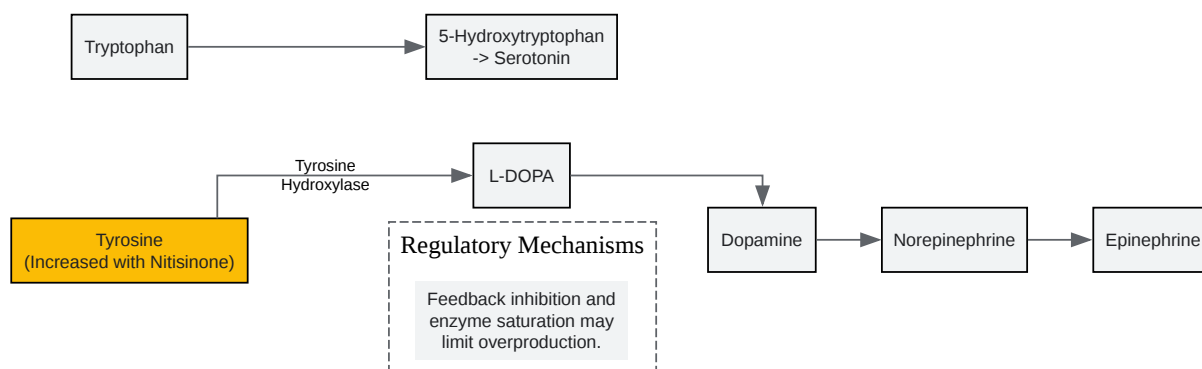 Tryptophan
5-Hydroxytryptophan
-> Serotonin
Tyrosine
Hydroxylase
L-DOPA
Tyrosine
(Increased with Nitisinone)
Regulatory Mechanisms
Feedback inhibition and
enzyme saturation may
limit overproduction.
Dopamine
Norepinephrine
Epinephrine